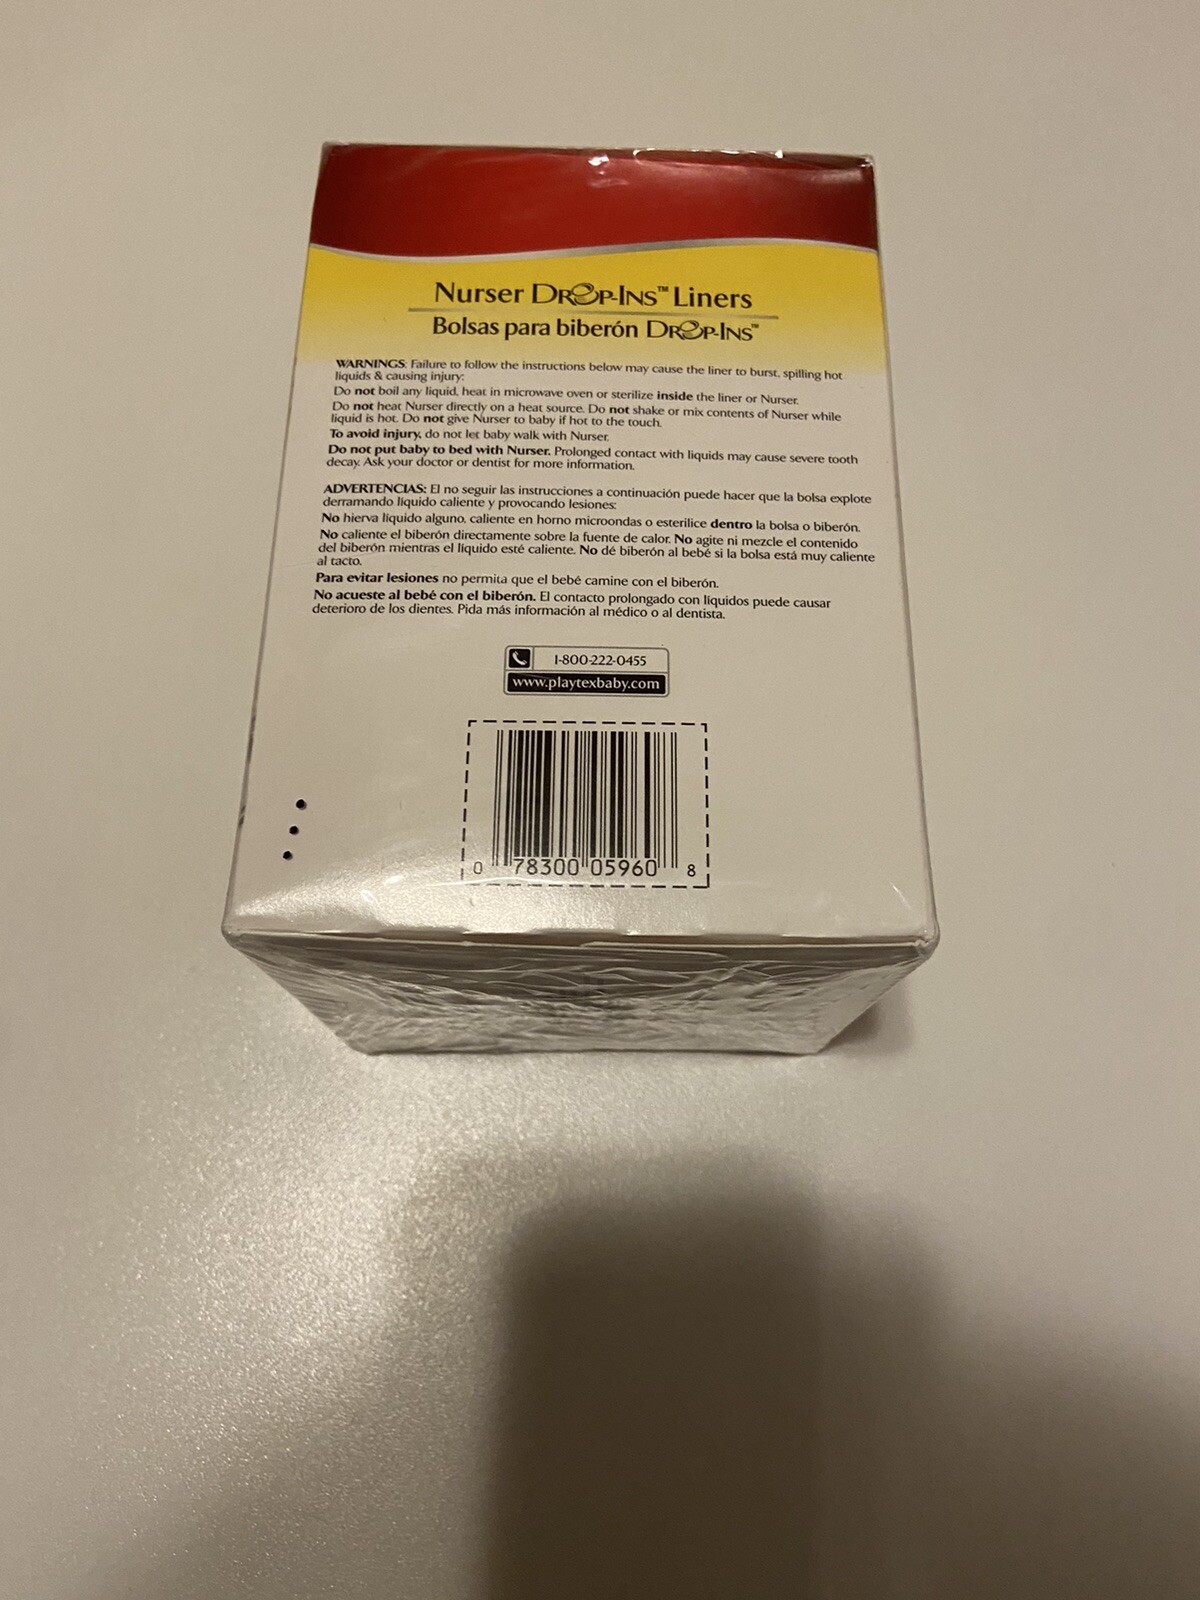 Nurser DROP-INS™ Liners
Bolsas para biberón DROP-INS™
WARNINGS: Failure to follow the instructions below may cause the liner to burst, spilling hot
liquids & causing injury:
Do not boil any liquid, heat in microwave oven or sterilize inside the liner or Nurser.
Do not heat Nurser directly on a heat source. Do not shake or mix contents of Nurser while
liquid is hot. Do not give Nurser to baby if hot to the touch.
To avoid injury, do not let baby walk with Nurser.
Do not put baby to bed with Nurser. Prolonged contact with liquids may cause severe tooth
decay. Ask your doctor or dentist for more information.
ADVERTENCIAS: El no seguir las instrucciones a continuación puede hacer que la bolsa explote
derramando líquido caliente y provocando lesiones:
No hierva líquido alguno, caliente en horno microondas o esterilice dentro la bolsa o biberón.
No caliente el biberón directamente sobre la fuente de calor. No agite ni mezcle el contenido
del biberón mientras el líquido esté caliente. No dé biberón al bebé si la bolsa está muy caliente
al tacto.
Para evitar lesiones no permita que el bebé camine con el biberón.
No acueste al bebé con el biberón. El contacto prolongado con líquidos puede causar
deterioro de los dientes. Pida más información al médico o al dentista.
1-800-222-0455
www.playtexbaby.com
0 78300 05960 8